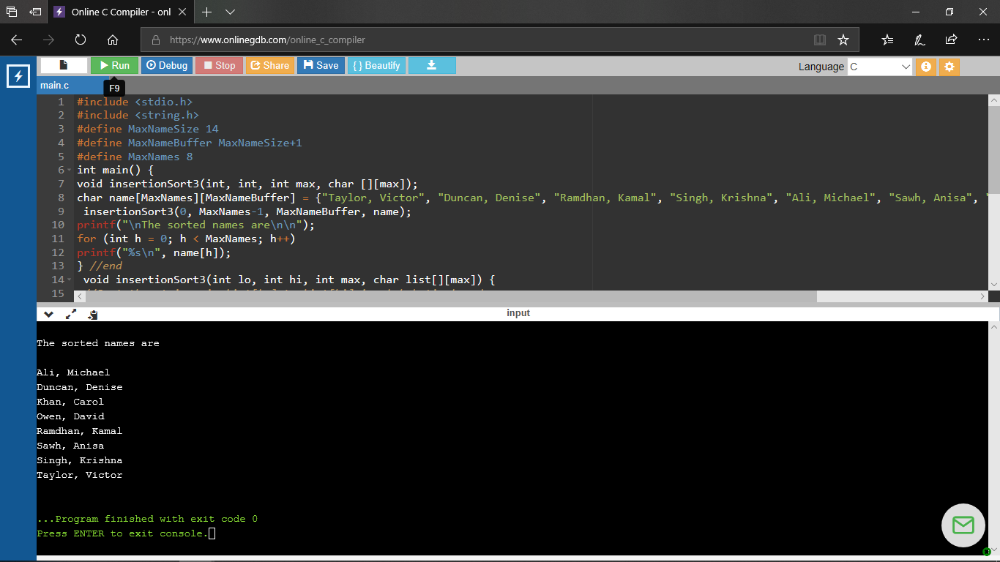 Online C Compiler - onl
https://www.onlinegdb.com/online_c_compiler
Run Debug Stop Share Save { } Beautify Language C
main.c
F9
1 #include <stdio.h>
2 #include <string.h>
3 #define MaxNameSize 14
4 #define MaxNameBuffer MaxNameSize+1
5 #define MaxNames 8
6 int main() {
7 void insertionSort3(int, int, int max, char [][max]);
8 char name[MaxNames][MaxNameBuffer] = {"Taylor, Victor", "Duncan, Denise", "Ramdhan, Kamal", "Singh, Krishna", "Ali, Michael", "Sawh, Anisa", "
9 insertionSort3(0, MaxNames-1, MaxNameBuffer, name);
10 printf("\nThe sorted names are\n\n");
11 for (int h = 0; h < MaxNames; h++)
12 printf("%s\n", name[h]);
13 } //end
14 void insertionSort3(int lo, int hi, int max, char list[][max]) {
15
input
The sorted names are
Ali, Michael
Duncan, Denise
Khan, Carol
Owen, David
Ramdhan, Kamal
Sawh, Anisa
Singh, Krishna
Taylor, Victor
...Program finished with exit code 0
Press ENTER to exit console.